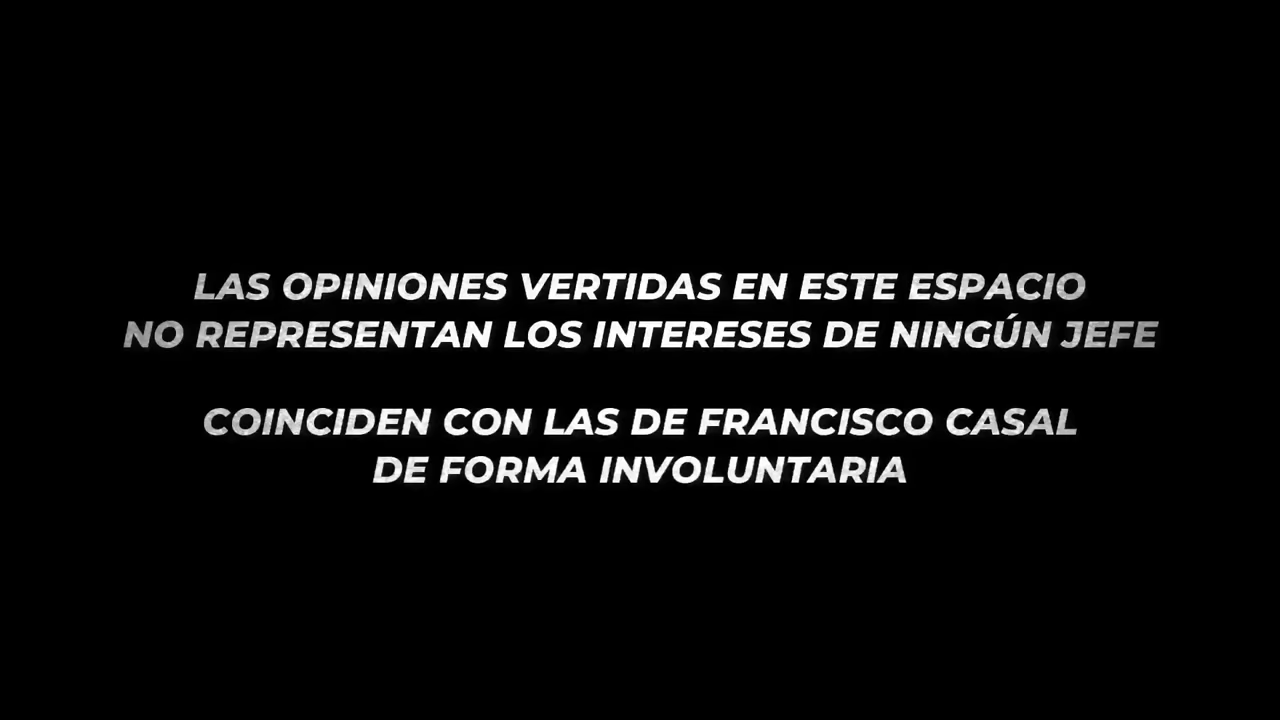 LAS OPINIONES VERTIDAS EN ESTE ESPACIO
NO REPRESENTAN LOS INTERESES DE NINGÚN JEFE
COINCIDEN CON LAS DE FRANCISCO CASAL
DE FORMA INVOLUNTARIA